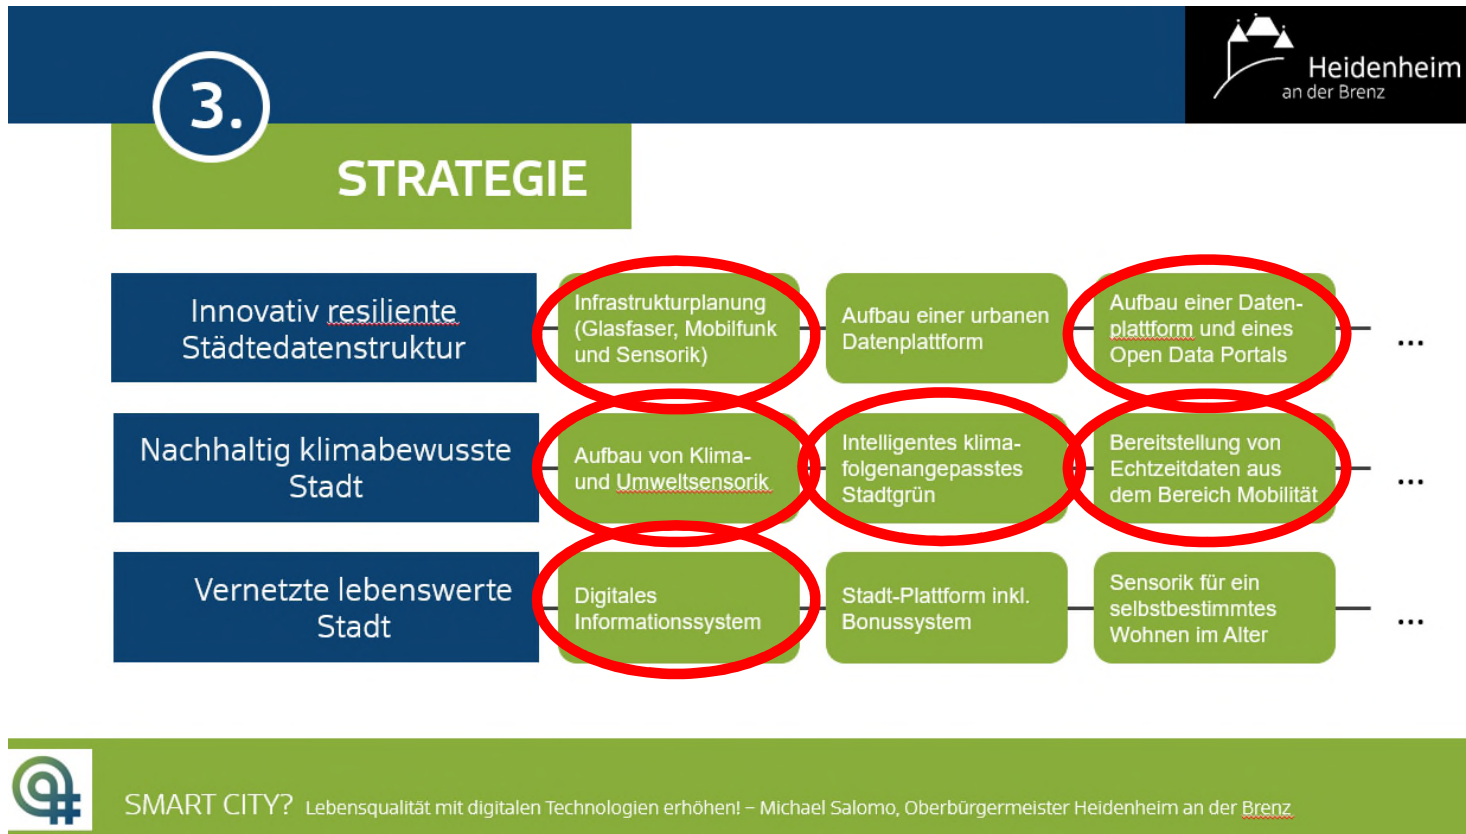 3.
Heidenheim
an der Brenz
STRATEGIE
Innovativ resiliente
Städtedatenstruktur
Infrastrukturplanung
(Glasfaser, Mobilfunk
und Sensorik)
Aufbau einer urbanen
Datenplattform
Aufbau einer Daten-
plattform und eines
Open Data Portals
...
Nachhaltig klimabewusste
Stadt
Aufbau von Klima-
und Umweltsensorik
Intelligentes klima-
folgenangepasstes
Stadtgrün
Bereitstellung von
Echtzeitdaten aus
dem Bereich Mobilität
...
Vernetzte lebenswerte
Stadt
Digitales
Informationssystem
Stadt-Plattform inkl.
Bonussystem
Sensorik für ein
selbstbestimmtes
Wohnen im Alter
...
SMART CITY? Lebensqualität mit digitalen Technologien erhöhen! – Michael Salomo, Oberbürgermeister Heidenheim an der Brenz